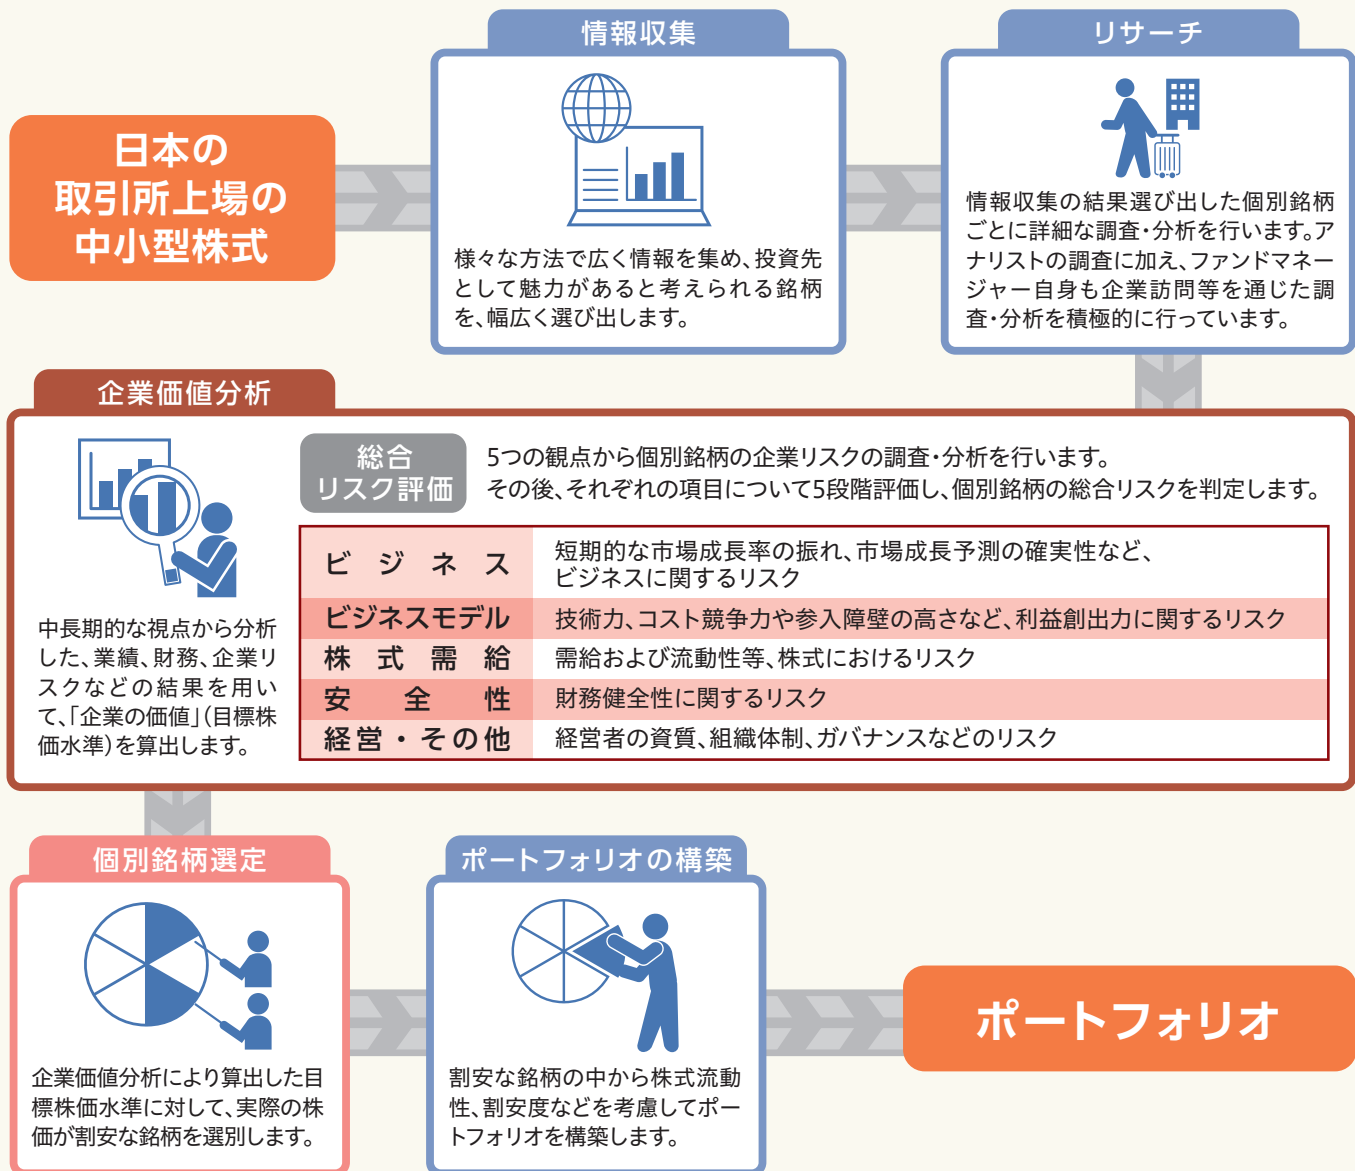 日本の
取引所上場の
中小型株式
情報収集
様々な方法で広く情報を集め、投資先
として魅力があると考えられる銘柄
を、幅広く選び出します。
リサーチ
情報収集の結果選び出した個別銘柄
ごとに詳細な調査・分析を行います。ア
ナリストの調査に加え、ファンドマネー
ジャー自身も企業訪問等を通じた調
査・分析を積極的に行っています。
企業価値分析
中長期的な視点から分析
した、業績、財務、企業リ
スクなどの結果を用い
て、「企業の価値」(目標株
価水準)を算出します。
総合
リスク評価
5つの観点から個別銘柄の企業リスクの調査・分析を行います。
その後、それぞれの項目について5段階評価し、個別銘柄の総合リスクを判定します。
ビジネス
短期的な市場成長率の振れ、市場成長予測の確実性など、
ビジネスに関するリスク
ビジネスモデル
技術力、コスト競争力や参入障壁の高さなど、利益創出力に関するリスク
株式需給
需給および流動性等、株式におけるリスク
安全性
財務健全性に関するリスク
経営・その他
経営者の資質、組織体制、ガバナンスなどのリスク
個別銘柄選定
企業価値分析により算出した目
標株価水準に対して、実際の株
価が割安な銘柄を選別します。
ポートフォリオの構築
割安な銘柄の中から株式流動
性、割安度などを考慮してポー
トフォリオを構築します。
ポートフォリオ